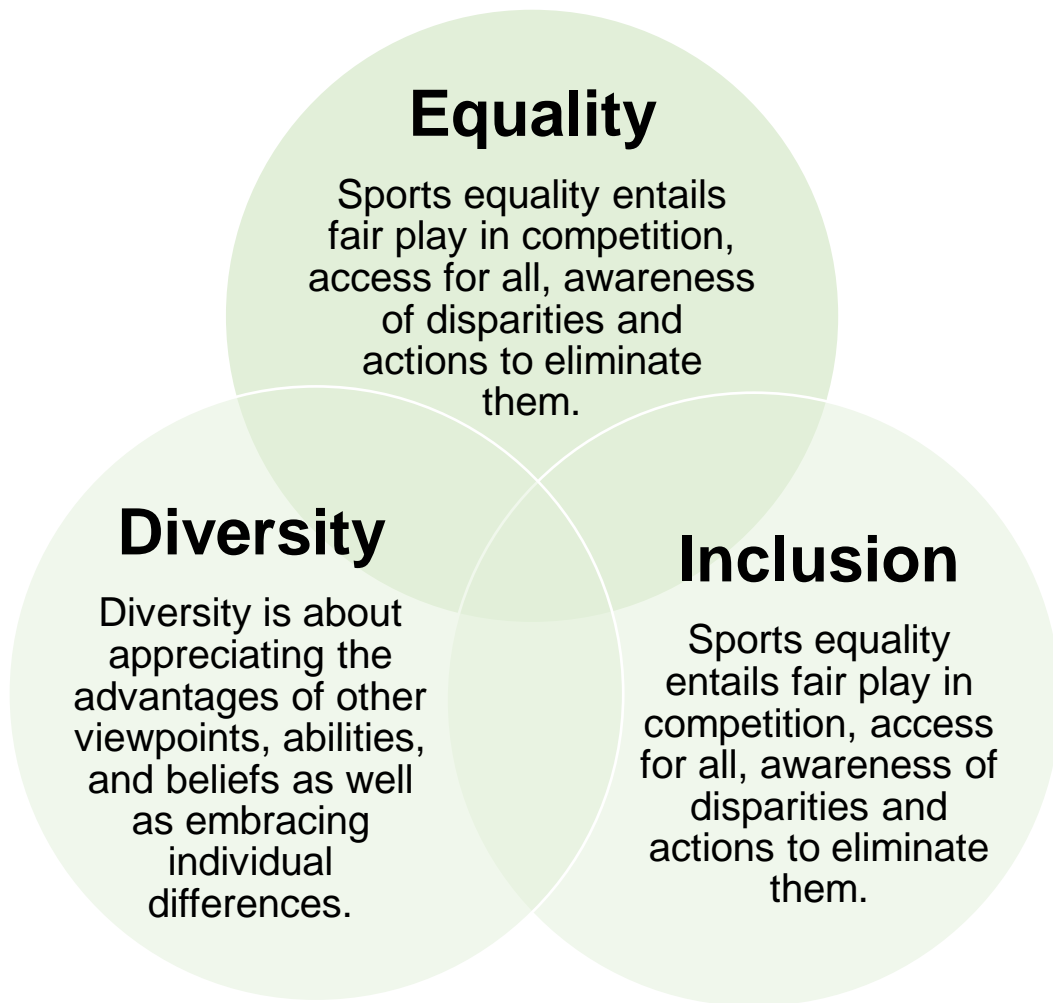 Equality
Sports equality entails
fair play in competition,
access for all, awareness
of disparities and
actions to eliminate
them.
Diversity
Diversity is about
appreciating the
advantages of other
viewpoints, abilities,
and beliefs as well
as embracing
individual
differences.
Inclusion
Sports equality
entails fair play in
competition, access
for all, awareness of
disparities and
actions to eliminate
them.